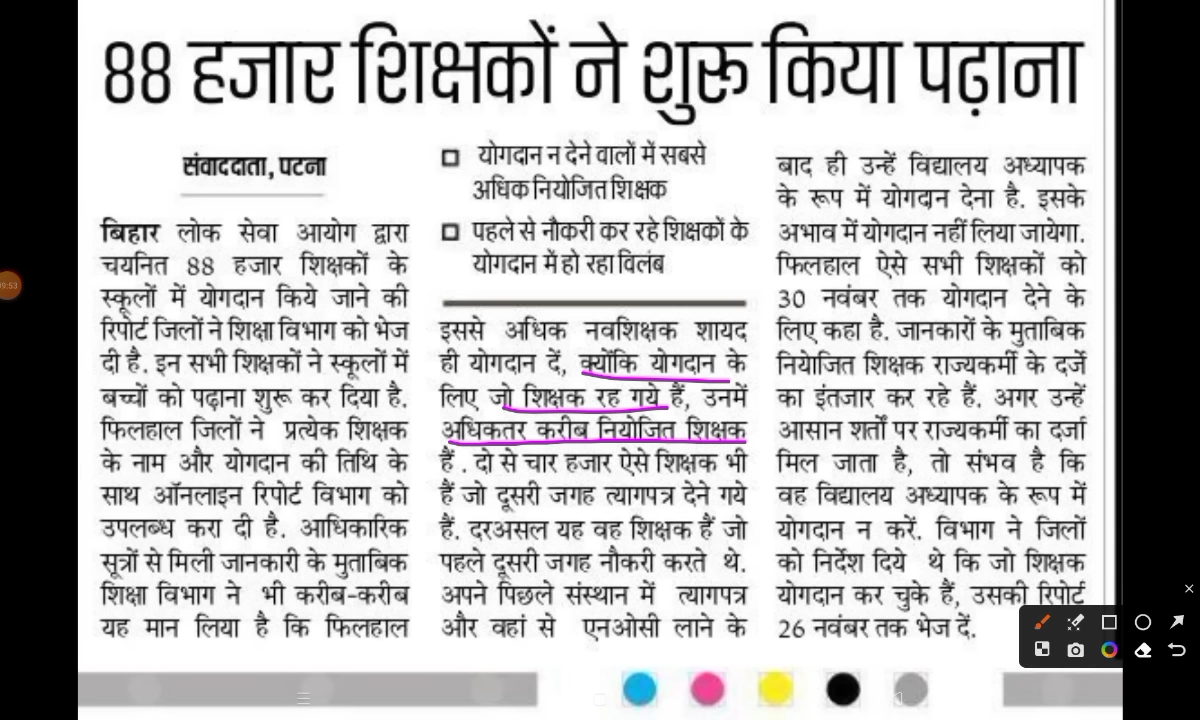 88 हजार शिक्षकों ने शुरू किया पढ़ाना
संवाददाता, पटना
बिहार लोक सेवा आयोग द्वारा
चयनित 88 हजार शिक्षकों के
स्कूलों में योगदान किये जाने की
रिपोर्ट जिलों ने शिक्षा विभाग को भेज
दी है. इन सभी शिक्षकों ने स्कूलों में
बच्चों को पढ़ाना शुरू कर दिया है.
फिलहाल जिलों ने प्रत्येक शिक्षक
के नाम और योगदान की तिथि के
साथ ऑनलाइन रिपोर्ट विभाग को
उपलब्ध करा दी है. आधिकारिक
सूत्रों से मिली जानकारी के मुताबिक
शिक्षा विभाग ने भी करीब-करीब
यह मान लिया है कि फिलहाल
योगदान न देने वालों में सबसे
अधिक नियोजित शिक्षक
पहले से नौकरी कर रहे शिक्षकों के
योगदान में हो रहा विलंब
इससे अधिक नवशिक्षक शायद
ही योगदान दें, क्योंकि योगदान के
लिए जो शिक्षक रह गये हैं, उनमें
अधिकतर करीब नियोजित शिक्षक
हैं . दो से चार हजार ऐसे शिक्षक भी
हैं जो दूसरी जगह त्यागपत्र देने गये
हैं. दरअसल यह वह शिक्षक हैं जो
पहले दूसरी जगह नौकरी करते थे.
अपने पिछले संस्थान में त्यागपत्र
और वहां से एनओसी लाने के
बाद ही उन्हें विद्यालय अध्यापक
के रूप में योगदान देना है. इसके
अभाव में योगदान नहीं लिया जायेगा.
फिलहाल ऐसे सभी शिक्षकों को
30 नवंबर तक योगदान देने के
लिए कहा है. जानकारों के मुताबिक
नियोजित शिक्षक राज्यकर्मी के दर्जे
का इंतजार कर रहे हैं. अगर उन्हें
आसान शर्तों पर राज्यकर्मी का दर्जा
मिल जाता है, तो संभव है कि
वह विद्यालय अध्यापक के रूप में
योगदान न करें. विभाग ने जिलों
को निर्देश दिये थे कि जो शिक्षक
योगदान कर चुके हैं, उसकी रिपोर्ट
26 नवंबर तक भेज दें.